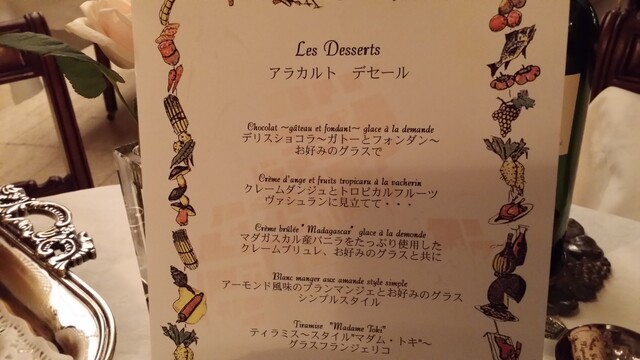 Les Desserts
アラカルト デセール
Chocolat ~gâteau et fondant~ glace à la demande
デリスショコラ~ガトーとフォンダン~
お好みのグラスで
Crème d'ange et fruits tropicaru à la vacherin
クレームダンジュとトロピカルフルーツ
ヴァシュランに見立てて・・・
Crème brûlée "Madagascar" glace à la demonde
マダガスカル産バニラをたっぷり使用した
クレームブリュレ、お好みのグラスと共に
Blanc manger aux amande style simple
アーモンド風味のブランマンジェとお好みのグラス
シンプルスタイル
Tiramise "Madame Toki"
ティラミス~スタイル"マダム・トキ"~
グラスフランジェリコ